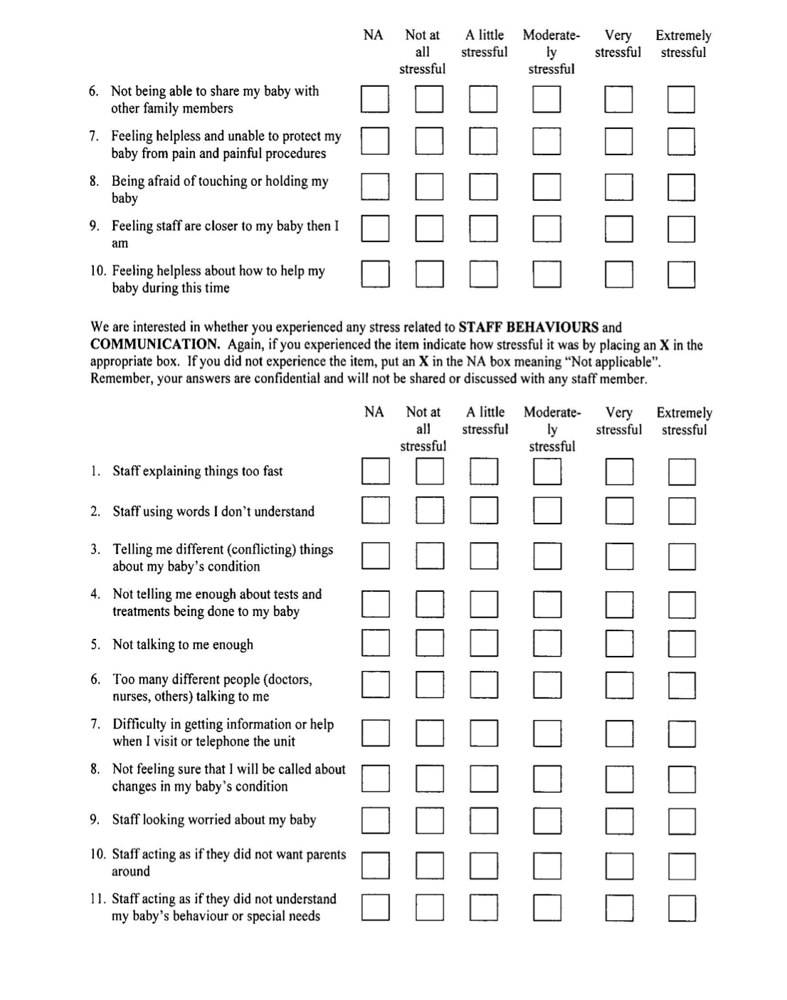 NA Not at A little Moderate- Very Extremely
all stressful ly stressful stressful
stressful stressful
6. Not being able to share my baby with
other family members
7. Feeling helpless and unable to protect my
baby from pain and painful procedures
8. Being afraid of touching or holding my
baby
9. Feeling staff are closer to my baby then I
am
10. Feeling helpless about how to help my
baby during this time
We are interested in whether you experienced any stress related to STAFF BEHAVIOURS and
COMMUNICATION. Again, if you experienced the item indicate how stressful it was by placing an X in the
appropriate box. If you did not experience the item, put an X in the NA box meaning “Not applicable”.
Remember, your answers are confidential and will not be shared or discussed with any staff member.
NA Not at A little Moderate- Very Extremely
all stressful ly stressful stressful
stressful stressful
1. Staff explaining things too fast
2. Staff using words I don’t understand
3. Telling me different (conflicting) things
about my baby’s condition
4. Not telling me enough about tests and
treatments being done to my baby
5. Not talking to me enough
6. Too many different people (doctors,
nurses, others) talking to me
7. Difficulty in getting information or help
when I visit or telephone the unit
8. Not feeling sure that I will be called about
changes in my baby’s condition
9. Staff looking worried about my baby
10. Staff acting as if they did not want parents
around
11. Staff acting as if they did not understand
my baby’s behaviour or special needs